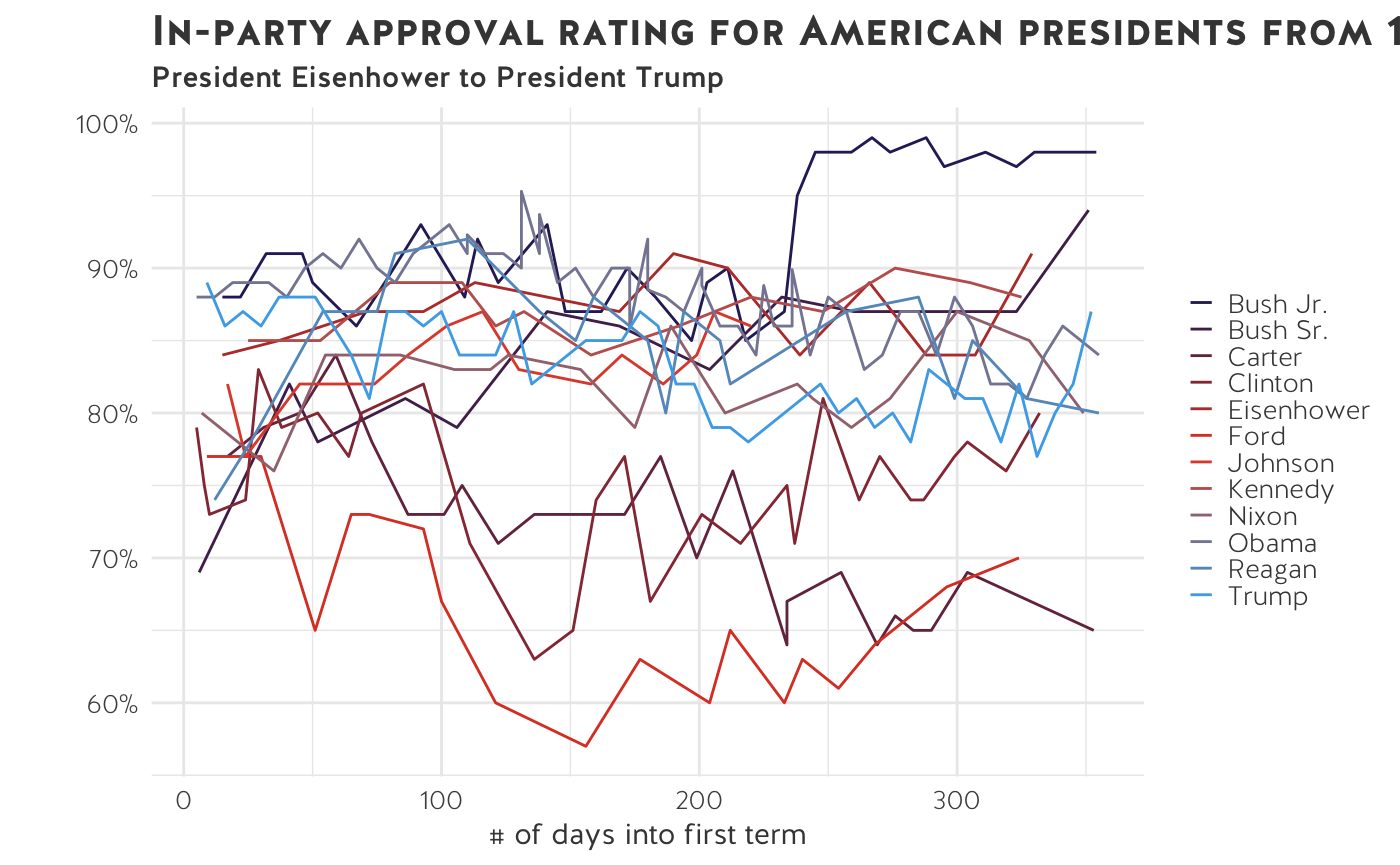 In-party approval rating for American presidents from 1
President Eisenhower to President Trump
100%
90%
80%
70%
60%
0 100 200 300
# of days into first term
Bush Jr.
Bush Sr.
Carter
Clinton
Eisenhower
Ford
Johnson
Kennedy
Nixon
Obama
Reagan
Trump